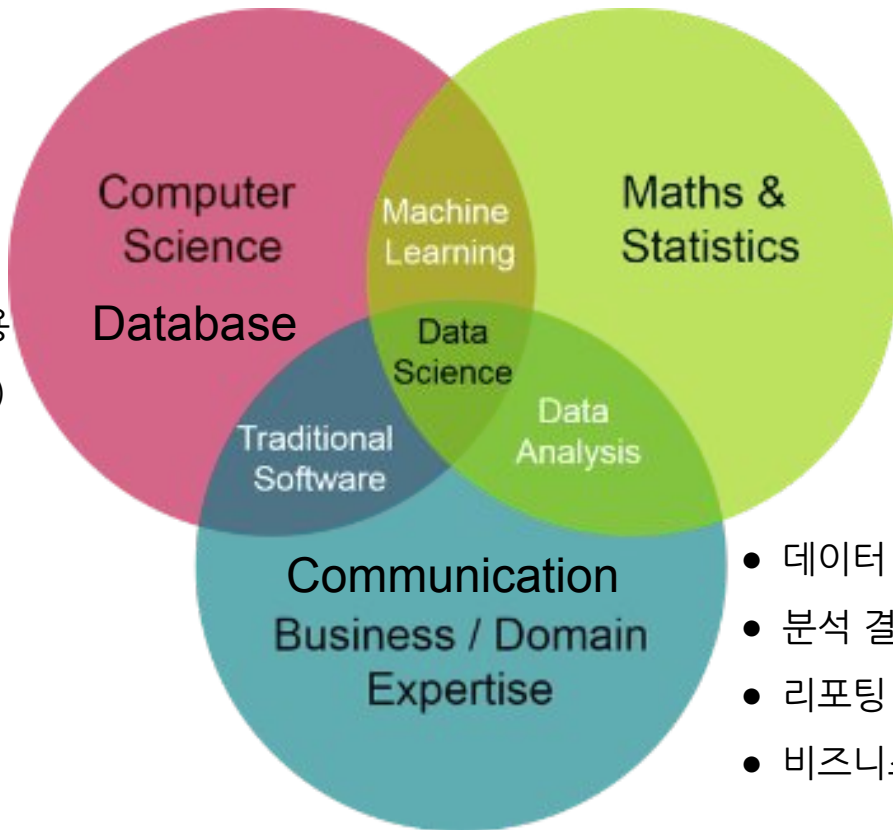 Computer
Science
Database
Machine
Learning
Maths &
Statistics
Data
Science
Traditional
Software
Data
Analysis
Communication
Business / Domain
Expertise
)
● 데이터
● 분석
● 리포팅
●